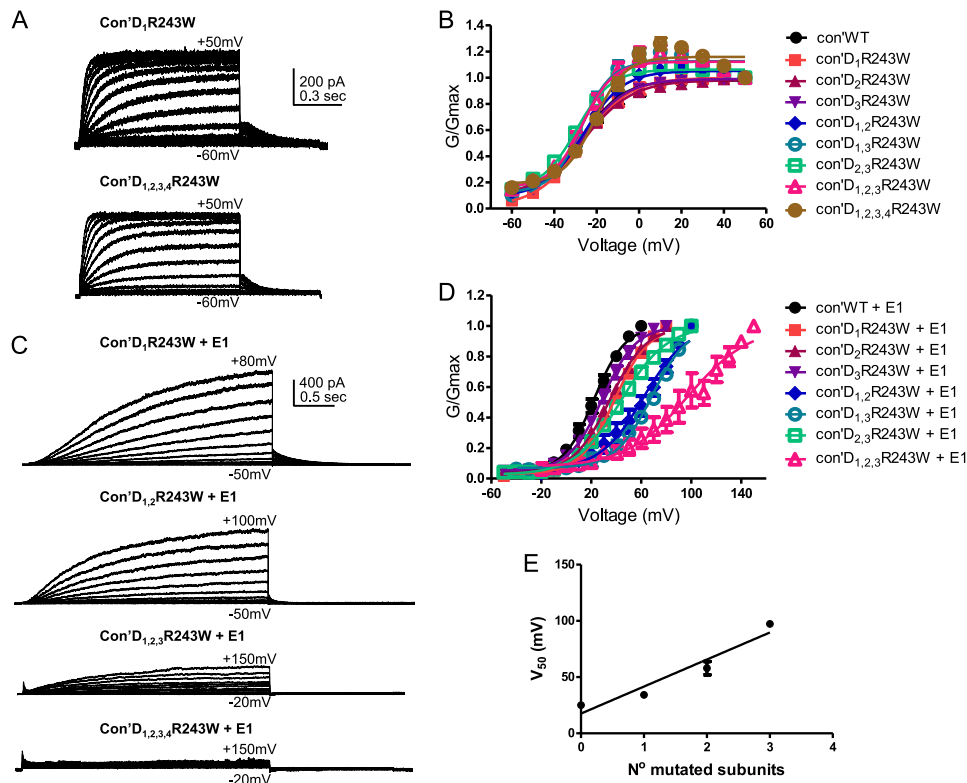 A
Con'D1R243W
+50mV
200 pA
0.3 sec
-60mV
Con'D1,2,3,4R243W
+50mV
-60mV
B
G/Gmax
1.4
1.2
1.0
0.8
0.6
0.4
0.2
0.0
-60 -40 -20 0 20 40 60
Voltage (mV)
con'WT
con'D1R243W
con'D2R243W
con'D3R243W
con'D1,2R243W
con'D1,3R243W
con'D2,3R243W
con'D1,2,3R243W
con'D1,2,3,4R243W
C
Con'D1R243W + E1
+80mV
400 pA
0.5 sec
-50mV
Con'D1,2R243W + E1
+100mV
-50mV
Con'D1,2,3R243W + E1
+150mV
-20mV
Con'D1,2,3,4R243W + E1
+150mV
-20mV
D
G/Gmax
1.2
1.0
0.8
0.6
0.4
0.2
0.0
-60 -20 20 60 100 140
Voltage (mV)
con'WT + E1
con'D1R243W + E1
con'D2R243W + E1
con'D3R243W + E1
con'D1,2R243W + E1
con'D1,3R243W + E1
con'D2,3R243W + E1
con'D1,2,3R243W + E1
E
V50 (mV)
150
100
50
0
0 1 2 3 4
Nº mutated subunits